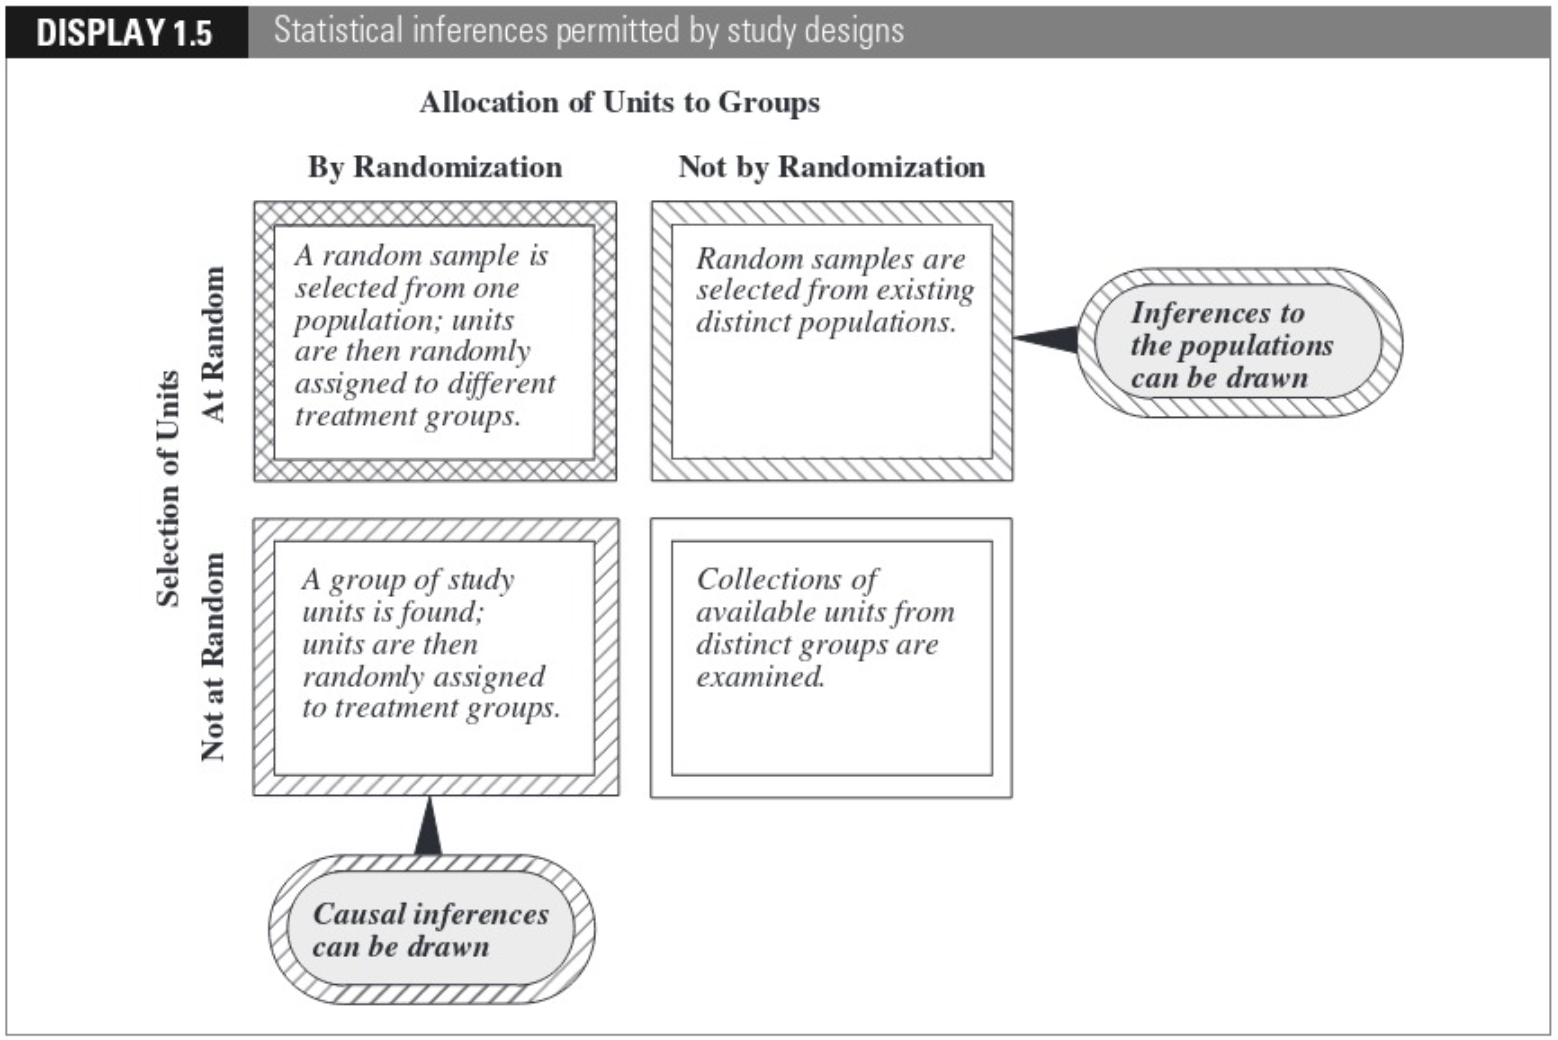 DISPLAY 1.5 Statistical inferences permitted by study designs
Allocation of Units to Groups
By Randomization Not by Randomization
Selection of Units
At Random
A random sample is
selected from one
population; units
are then randomly
assigned to different
treatment groups.
Random samples are
selected from existing
distinct populations.
Inferences to
the populations
can be drawn
Not at Random
A group of study
units is found;
units are then
randomly assigned
to treatment groups.
Collections of
available units from
distinct groups are
examined.
Causal inferences
can be drawn